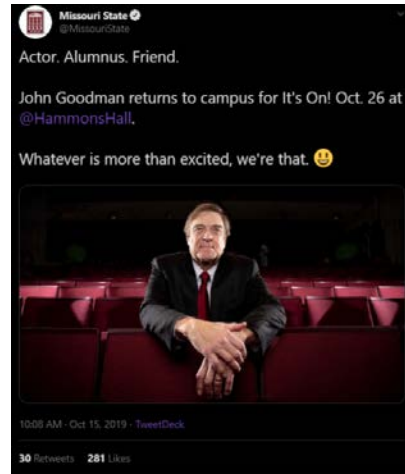 Missouri State
@MissouriState
Actor. Alumnus. Friend.
John Goodman returns to campus for It's On! Oct. 26 at
@HammonsHall.
Whatever is more than excited, we're that. 😃
10:08 AM · Oct 15, 2019 · TweetDeck
30 Retweets 281 Likes